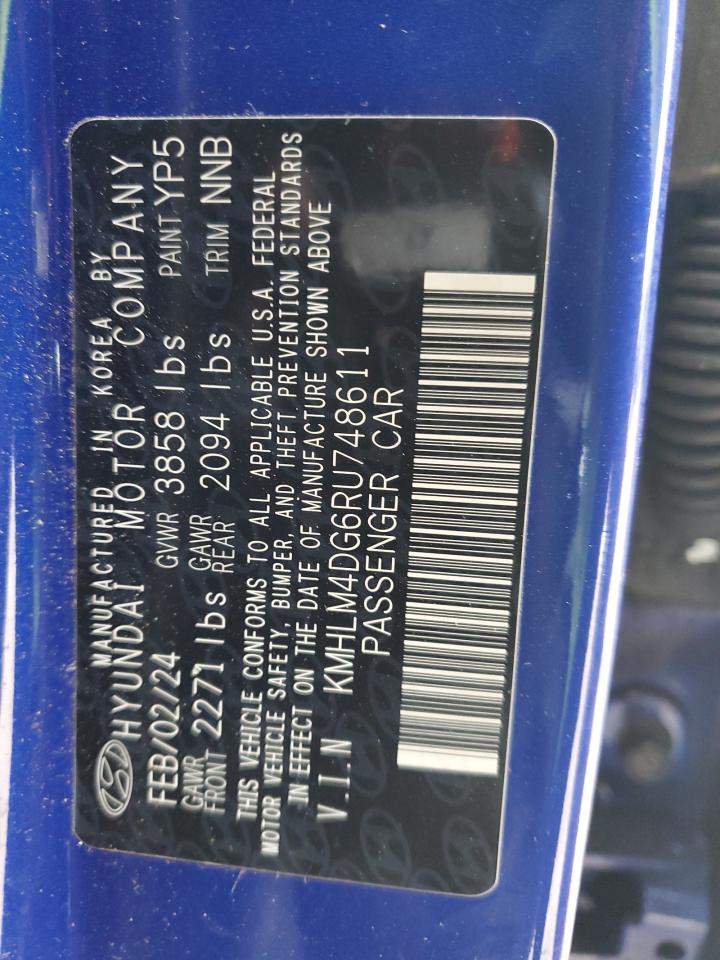 MANUFACTURED IN KOREA BY
HYUNDAI MOTOR COMPANY
FEB/02/24 GVWR 3858 lbs PAINT YP5
GAWR FRONT 2271 lbs GAWR REAR 2094 lbs TRIM NNB
THIS VEHICLE CONFORMS TO ALL APPLICABLE U.S.A. FEDERAL
MOTOR VEHICLE SAFETY, BUMPER, AND THEFT PREVENTION STANDARDS
IN EFFECT ON THE DATE OF MANUFACTURE SHOWN ABOVE
V.I.N KMHLM4DG6RU748611
PASSENGER CAR